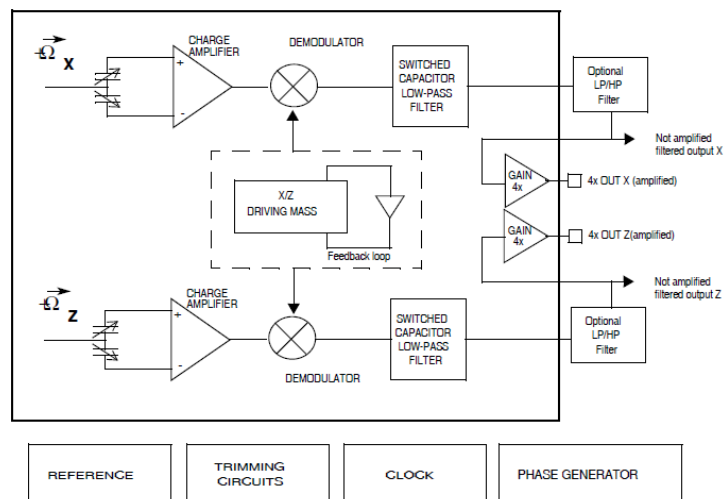 +Ω X
CHARGE
AMPLIFIER
+
-
DEMODULATOR
SWITCHED
CAPACITOR
LOW-PASS
FILTER
Optional
LP/HP
Filter
Not amplified
filtered output X
GAIN
4x
4x OUT X (amplified)
X/Z
DRIVING MASS
Feedback loop
GAIN
4x
4x OUT Z(amplified)
Not amplified
filtered output Z
+Ω Z
CHARGE
AMPLIFIER
+
-
DEMODULATOR
SWITCHED
CAPACITOR
LOW-PASS
FILTER
Optional
LP/HP
Filter
REFERENCE
TRIMMING
CIRCUITS
CLOCK
PHASE GENERATOR